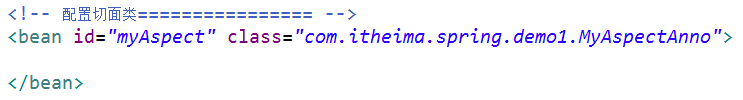 <!-- 配置切面类================ -->
<bean id="myAspect" class="com.itheima.spring.demo1.MyAspectAnno">
</bean>